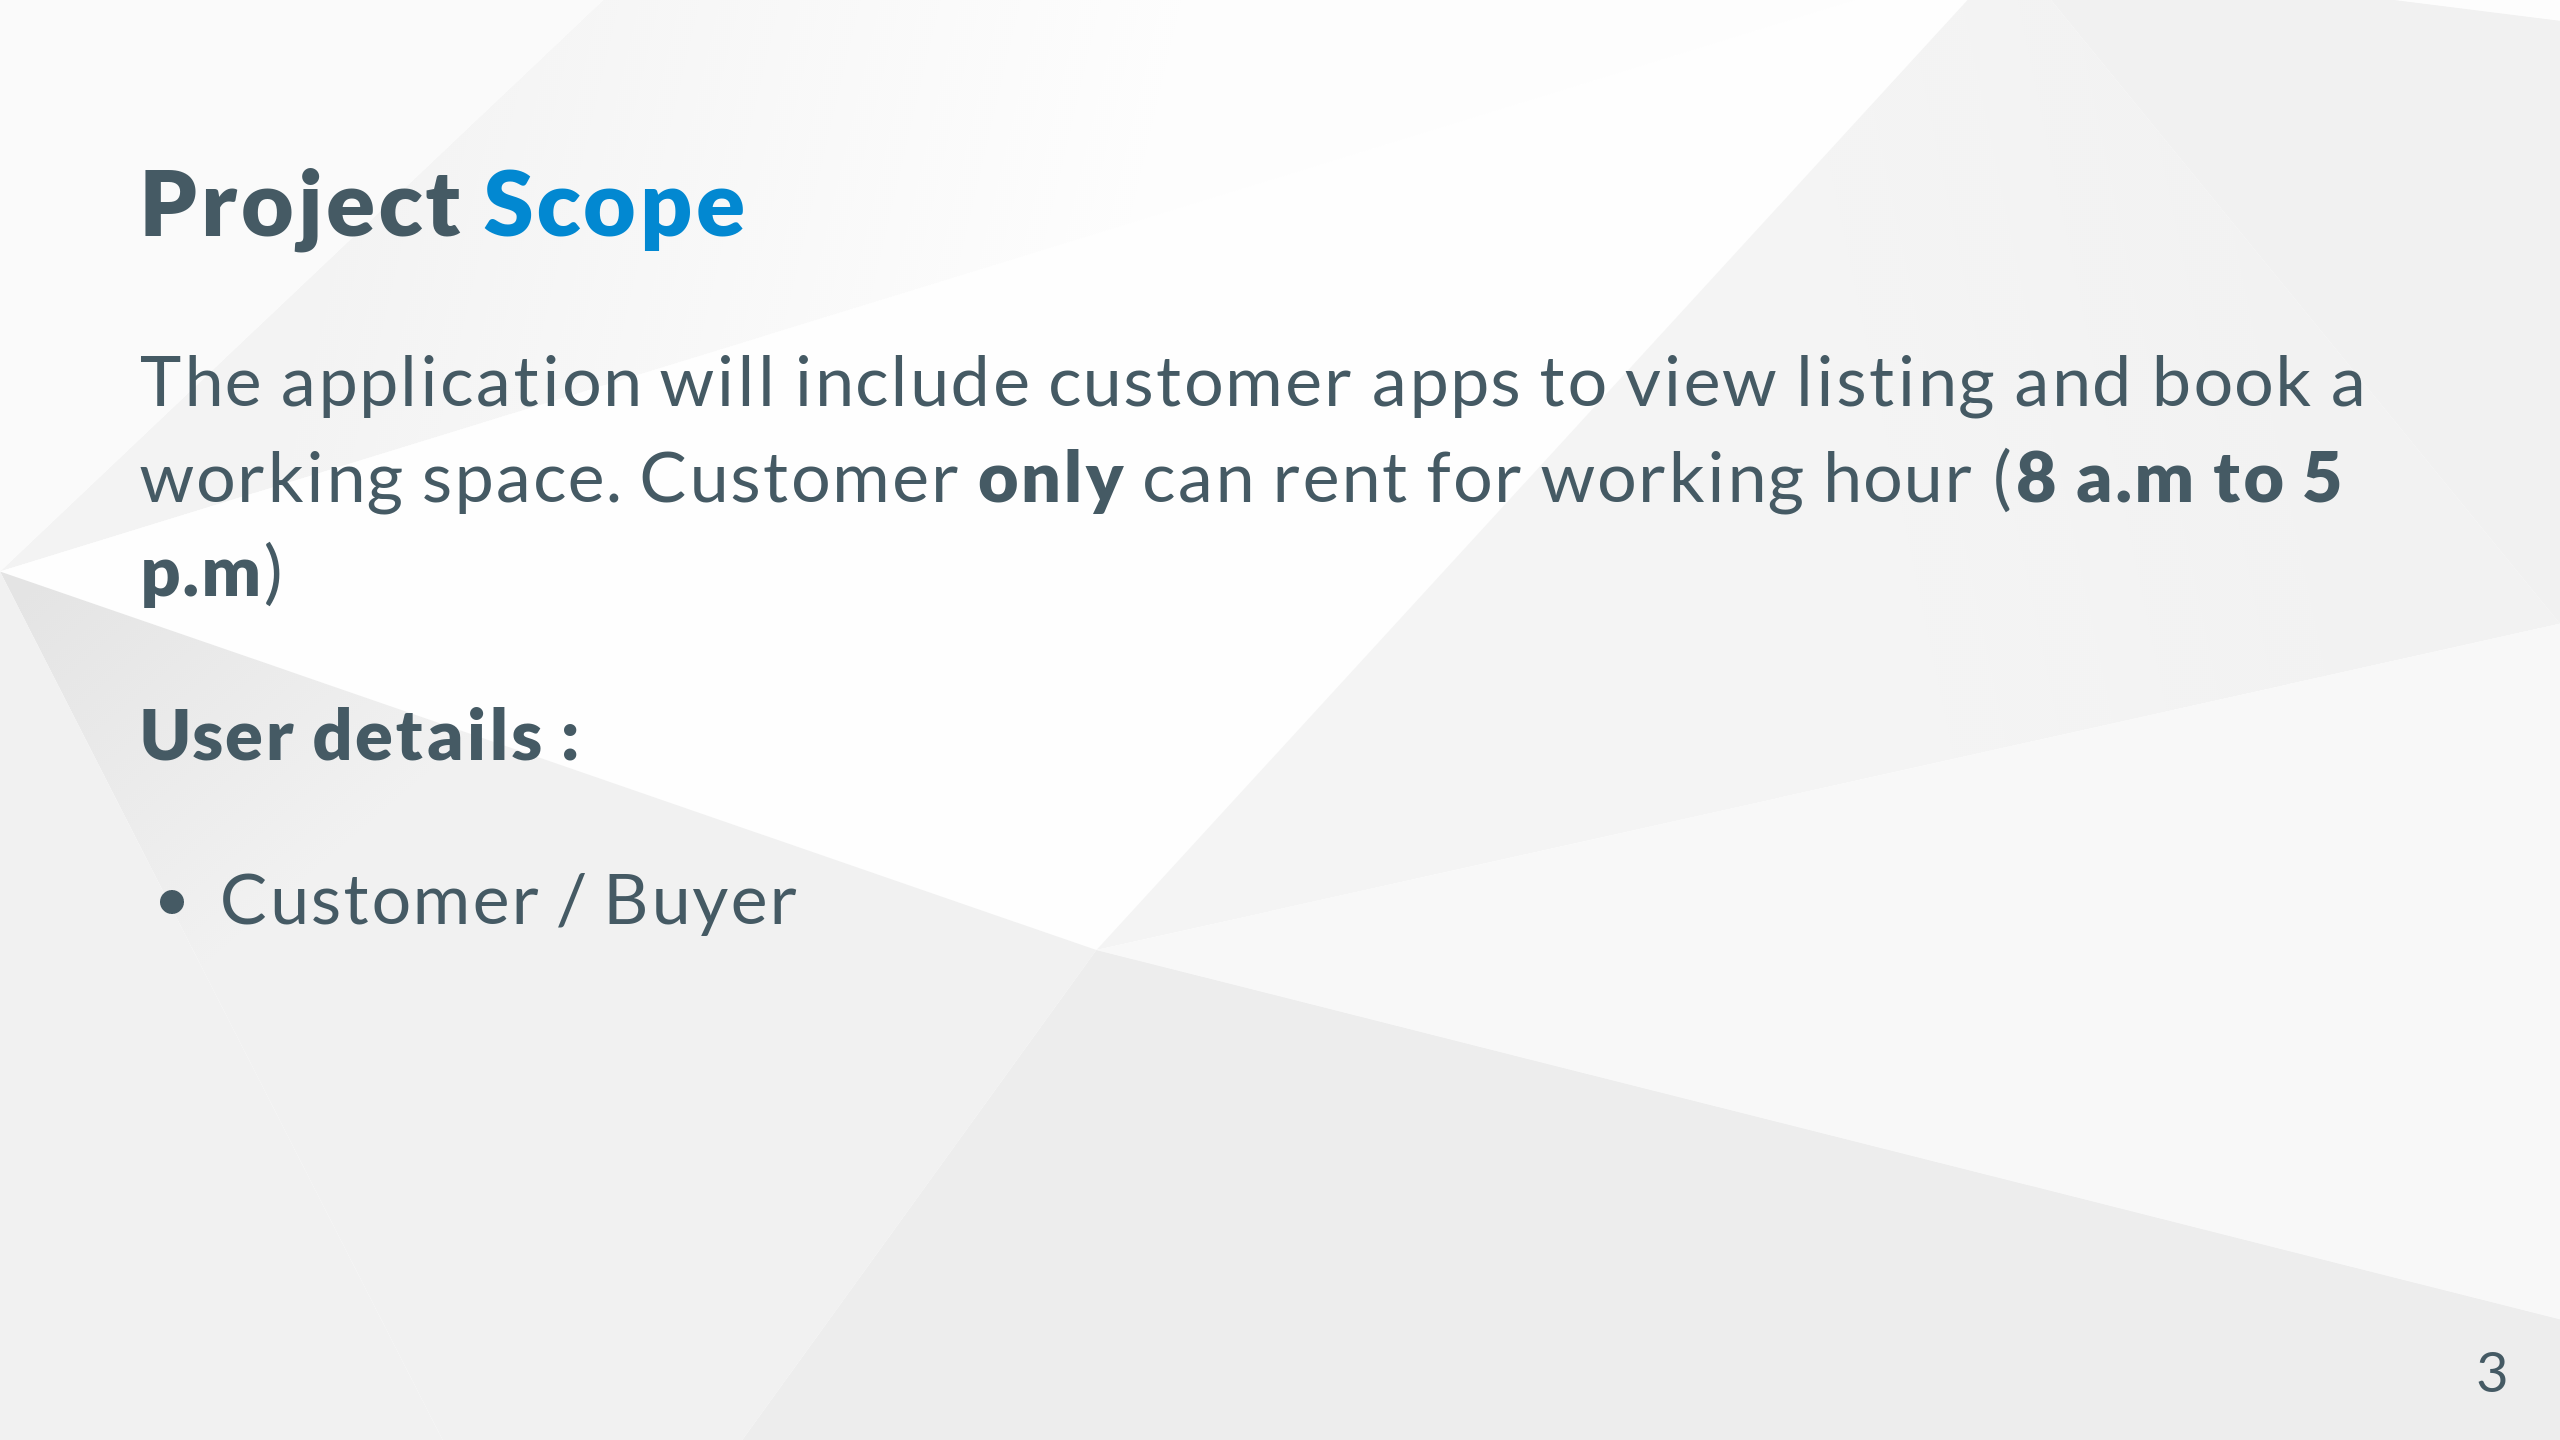 Project Scope
The application will include customer apps to view listing and book a
working space. Customer only can rent for working hour (8 a.m to 5
p.m)
User details :
• Customer / Buyer
3